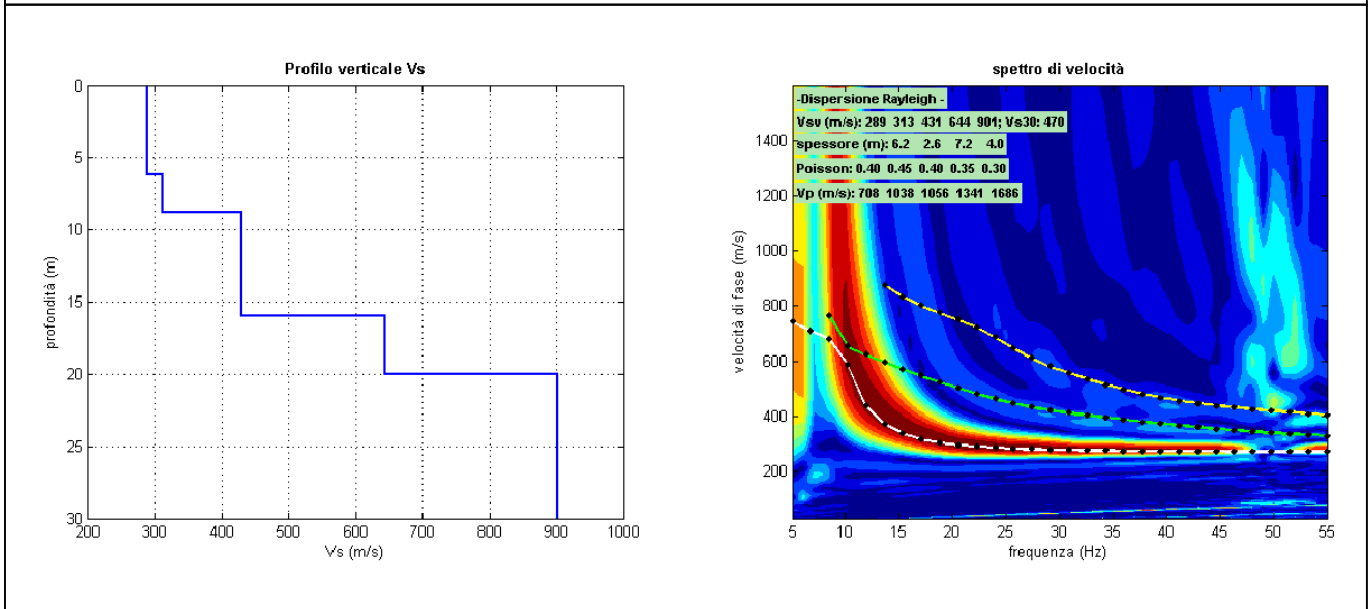 Profilo verticale Vs
0
5
10
15
20
25
30
200 300 400 500 600 700 800 900 1000
profondità (m)
Vs (m/s)
spettro di velocità
-Dispersione Rayleigh -
Vsv (m/s): 289 313 431 644 901; Vs30: 470
spessore (m): 6.2 2.6 7.2 4.0
Poisson: 0.40 0.45 0.40 0.35 0.30
Vp (m/s): 708 1038 1056 1341 1686
1400
1200
1000
800
600
400
200
5 10 15 20 25 30 35 40 45 50 55
velocità di fase (m/s)
frequenza (Hz)